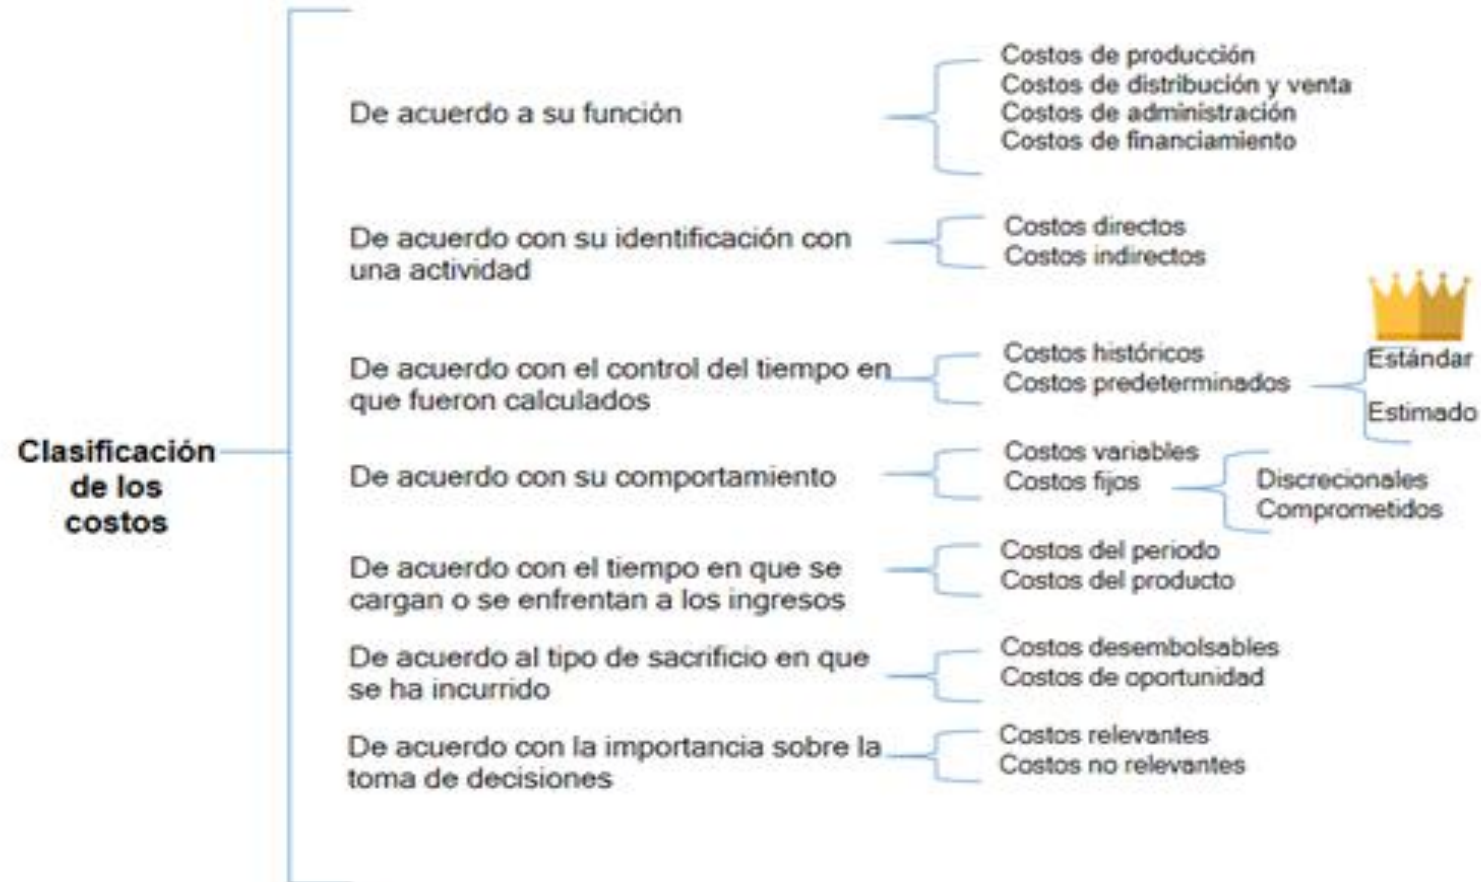 Clasificación
de los
costos
De acuerdo a su función
Costos de producción
Costos de distribución y venta
Costos de administración
Costos de financiamiento
De acuerdo con su identificación con
una actividad
Costos directos
Costos indirectos
De acuerdo con el control del tiempo en
que fueron calculados
Costos históricos
Costos predeterminados
Estándar
Estimado
De acuerdo con su comportamiento
Costos variables
Costos fijos
Discrecionales
Comprometidos
De acuerdo con el tiempo en que se
cargan o se enfrentan a los ingresos
Costos del periodo
Costos del producto
De acuerdo al tipo de sacrificio en que
se ha incurrido
Costos desembolsables
Costos de oportunidad
De acuerdo con la importancia sobre la
toma de decisiones
Costos relevantes
Costos no relevantes